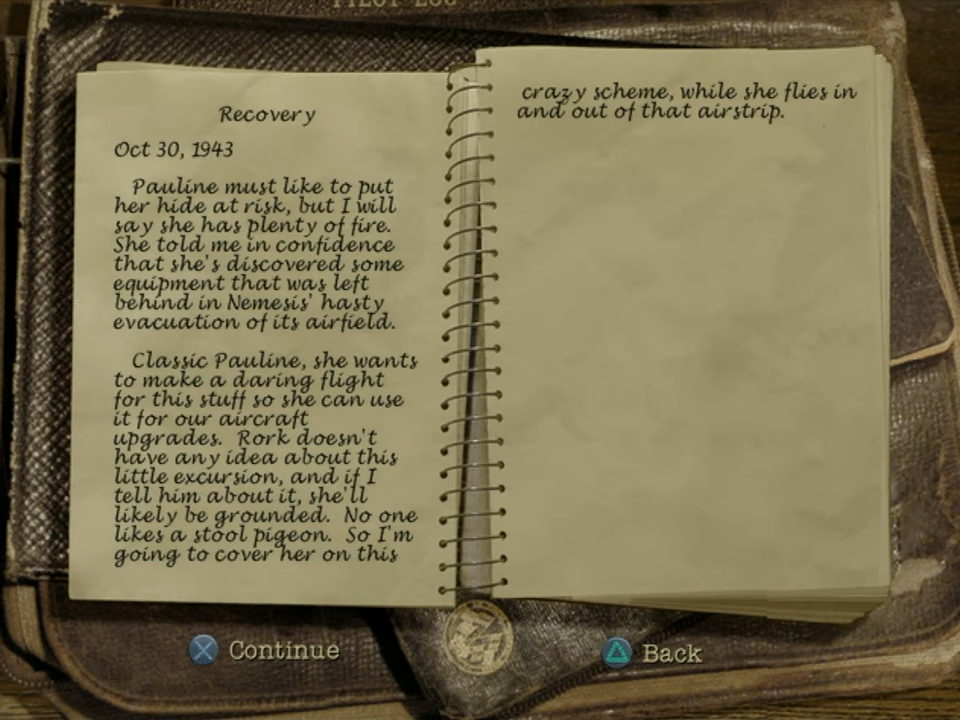 PILOT LOG
Recovery
Oct 30, 1943
Pauline must like to put
her hide at risk, but I will
say she has plenty of fire.
She told me in confidence
that she's discovered some
equipment that was left
behind in Nemesis' hasty
evacuation of its airfield.
Classic Pauline, she wants
to make a daring flight
for this stuff so she can use
it for our aircraft
upgrades. Rork doesn't
have any idea about this
little excursion, and if I
tell him about it, she'll
likely be grounded. No one
likes a stool pigeon. So I'm
going to cover her on this
crazy scheme, while she flies in
and out of that airstrip.
Continue
Back